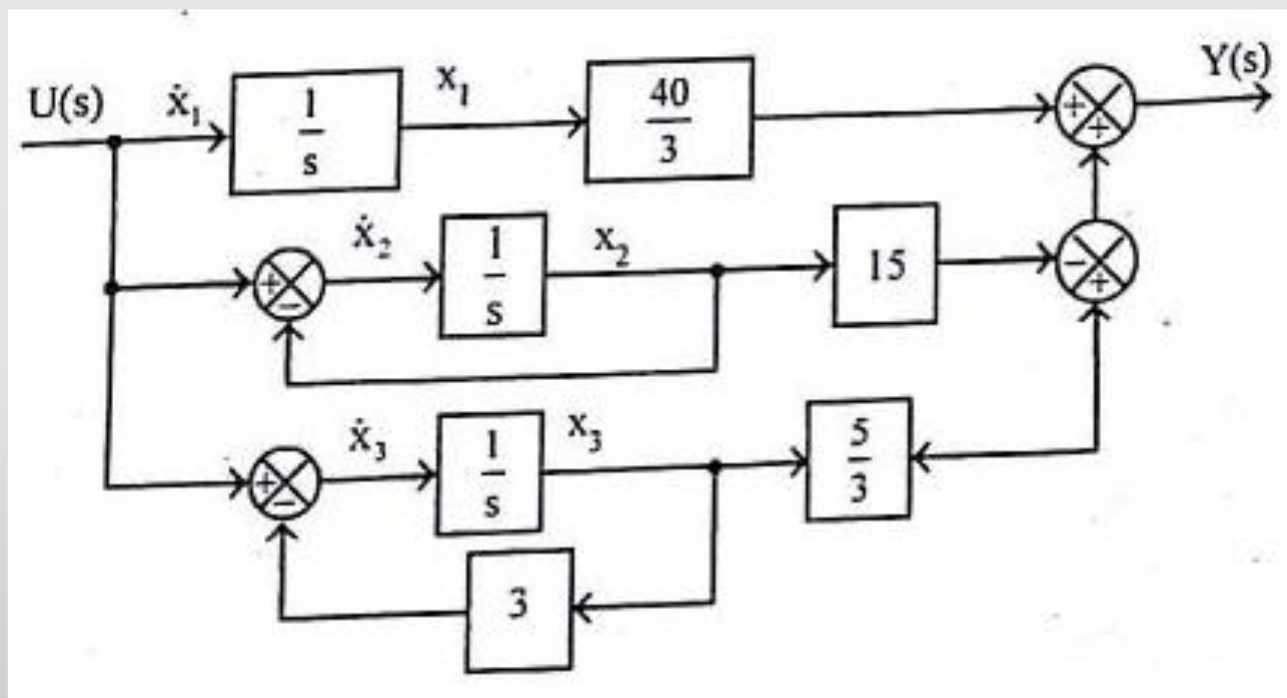 U(s)
ẋ₁
1
s
x₁
40
3
+
+
Y(s)
+
−
ẋ₂
1
s
x₂
15
−
+
+
−
ẋ₃
1
s
x₃
5
3
3